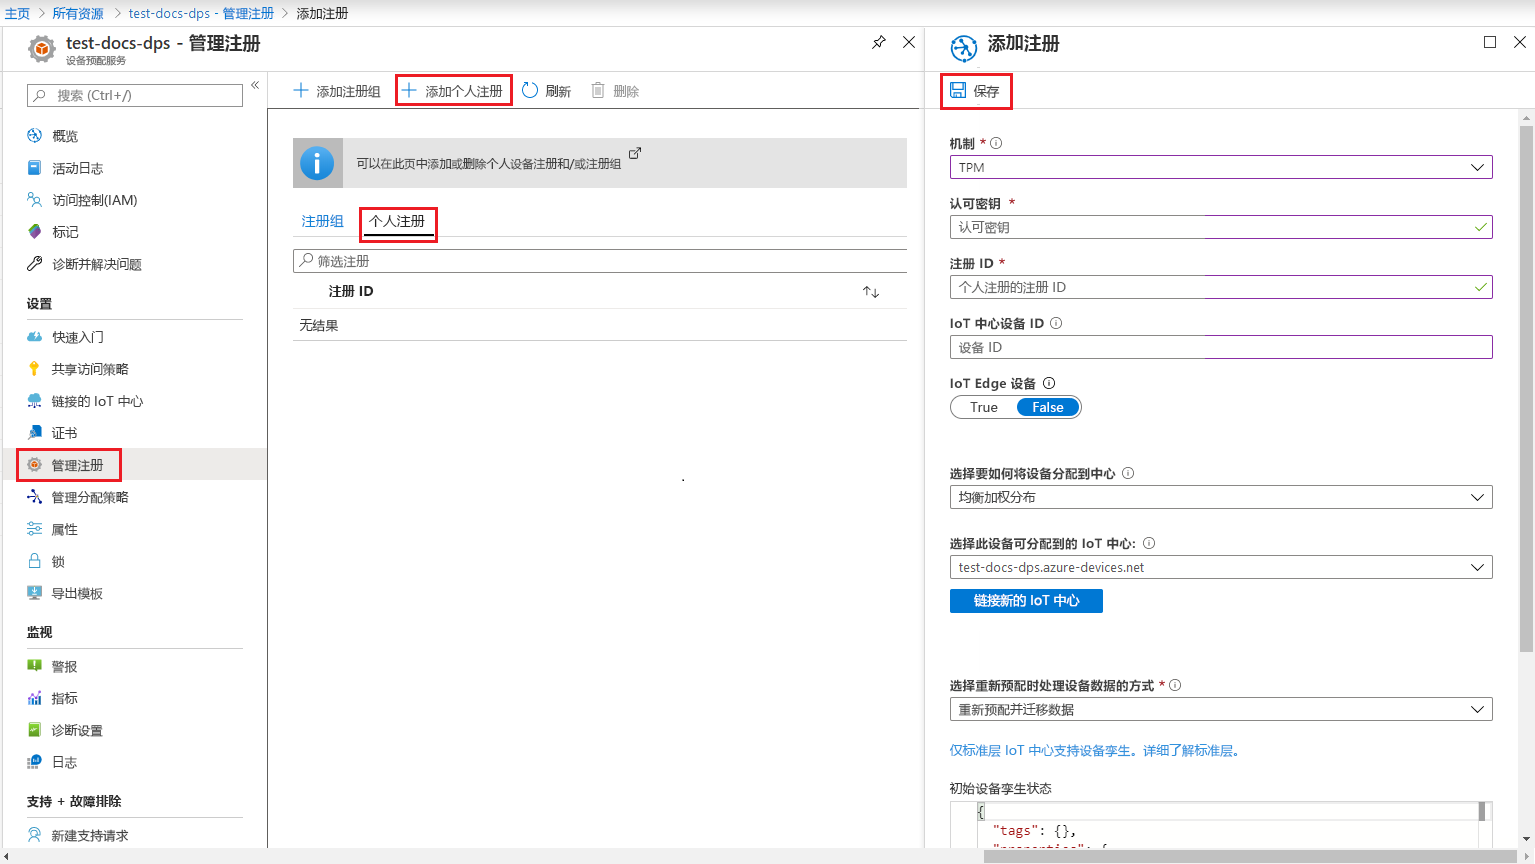 主页 > 所有资源 > test-docs-dps - 管理注册 > 添加注册
test-docs-dps - 管理注册
设备预配服务
搜索 (Ctrl+/)
«
概览
活动日志
访问控制(IAM)
标记
诊断并解决问题
设置
快速入门
共享访问策略
链接的 IoT 中心
证书
管理注册
管理分配策略
属性
锁
导出模板
监视
警报
指标
诊断设置
日志
支持 + 故障排除
新建支持请求
添加注册组
添加个人注册
刷新
删除
可以在此页中添加或删除个人设备注册和/或注册组
注册组 个人注册
筛选注册
注册 ID
无结果
添加注册
保存
机制 *
TPM
认可密钥 *
认可密钥
注册 ID *
个人注册的注册 ID
IoT 中心设备 ID
设备 ID
IoT Edge 设备
True False
选择要如何将设备分配到中心
均衡加权分布
选择此设备可分配到的 IoT 中心:
test-docs-dps.azure-devices.net
链接新的 IoT 中心
选择重新预配时处理设备数据的方式 *
重新预配并迁移数据
仅标准层 IoT 中心支持设备孪生。详细了解标准层。
初始设备孪生状态
{
"tags": {},
"properties": {